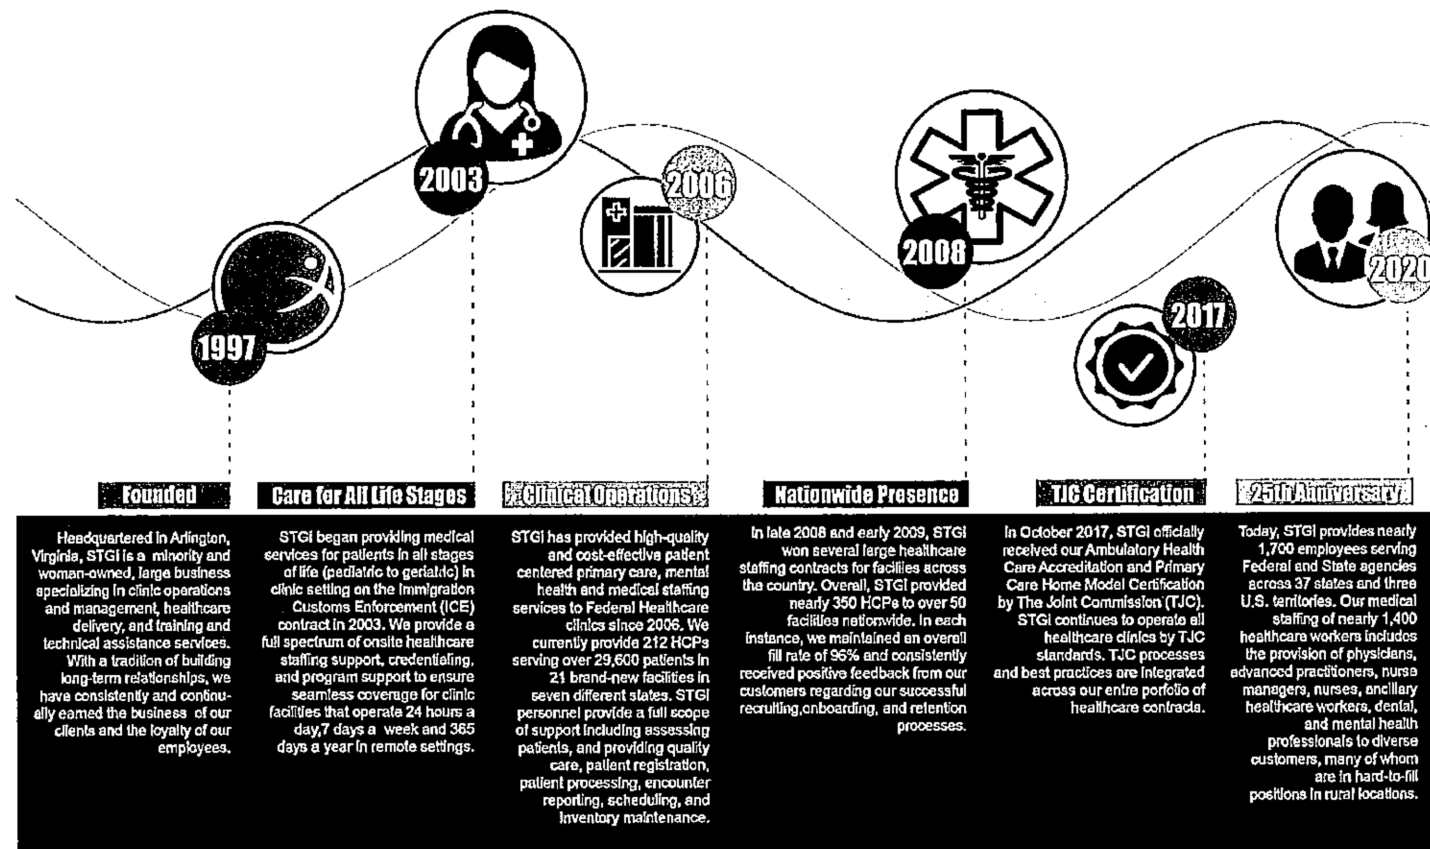 2003
2006
2008
1997
2017
2020
Founded
Headquartered in Arlington,
Virginia, STGi is a minority and
woman-owned, large business
specializing in clinic operations
and management, healthcare
delivery, and training and
technical assistance services.
With a tradition of building
long-term relationships, we
have consistently and continu-
ally earned the business of our
clients and the loyalty of our
employees.
Care for All Life Stages
STGi began providing medical
services for patients in all stages
of life (pediatric to geriatric) in
clinic setting on the Immigration
Customs Enforcement (ICE)
contract in 2003. We provide a
full spectrum of onsite healthcare
staffing support, credentialing,
and program support to ensure
seamless coverage for clinic
facilities that operate 24 hours a
day,7 days a week and 365
days a year in remote settings.
Clinical Operations
STGi has provided high-quality
and cost-effective patient
centered primary care, mental
health and medical staffing
services to Federal Healthcare
clinics since 2006. We
currently provide 212 HCPs
serving over 29,600 patients in
21 brand-new facilities in
seven different states. STGi
personnel provide a full scope
of support including assessing
patients, and providing quality
care, patient registration,
patient processing, encounter
reporting, scheduling, and
inventory maintenance.
Nationwide Presence
In late 2008 and early 2009, STGi
won several large healthcare
staffing contracts for facilies across
the country. Overall, STGi provided
nearly 350 HCPs to over 50
facilities nationwide. In each
instance, we maintained an overall
fill rate of 96% and consistently
received positive feedback from our
customers regarding our successful
recruiting,onboarding, and retention
processes.
TJC Certification
In October 2017, STGi officially
received our Ambulatory Health
Care Accreditation and Primary
Care Home Model Certification
by The Joint Commission (TJC).
STGi continues to operate all
healthcare clinics by TJC
standards. TJC processes
and best practices are integrated
across our entire portfolio of
healthcare contracts.
25th Anniversary
Today, STGi provides nearly
1,700 employees serving
Federal and State agencies
across 37 states and three
U.S. territories. Our medical
staffing of nearly 1,400
healthcare workers includes
the provision of physicians,
advanced practitioners, nurse
managers, nurses, ancillary
healthcare workers, dental,
and mental health
professionals to diverse
customers, many of whom
are in hard-to-fill
positions in rural locations.